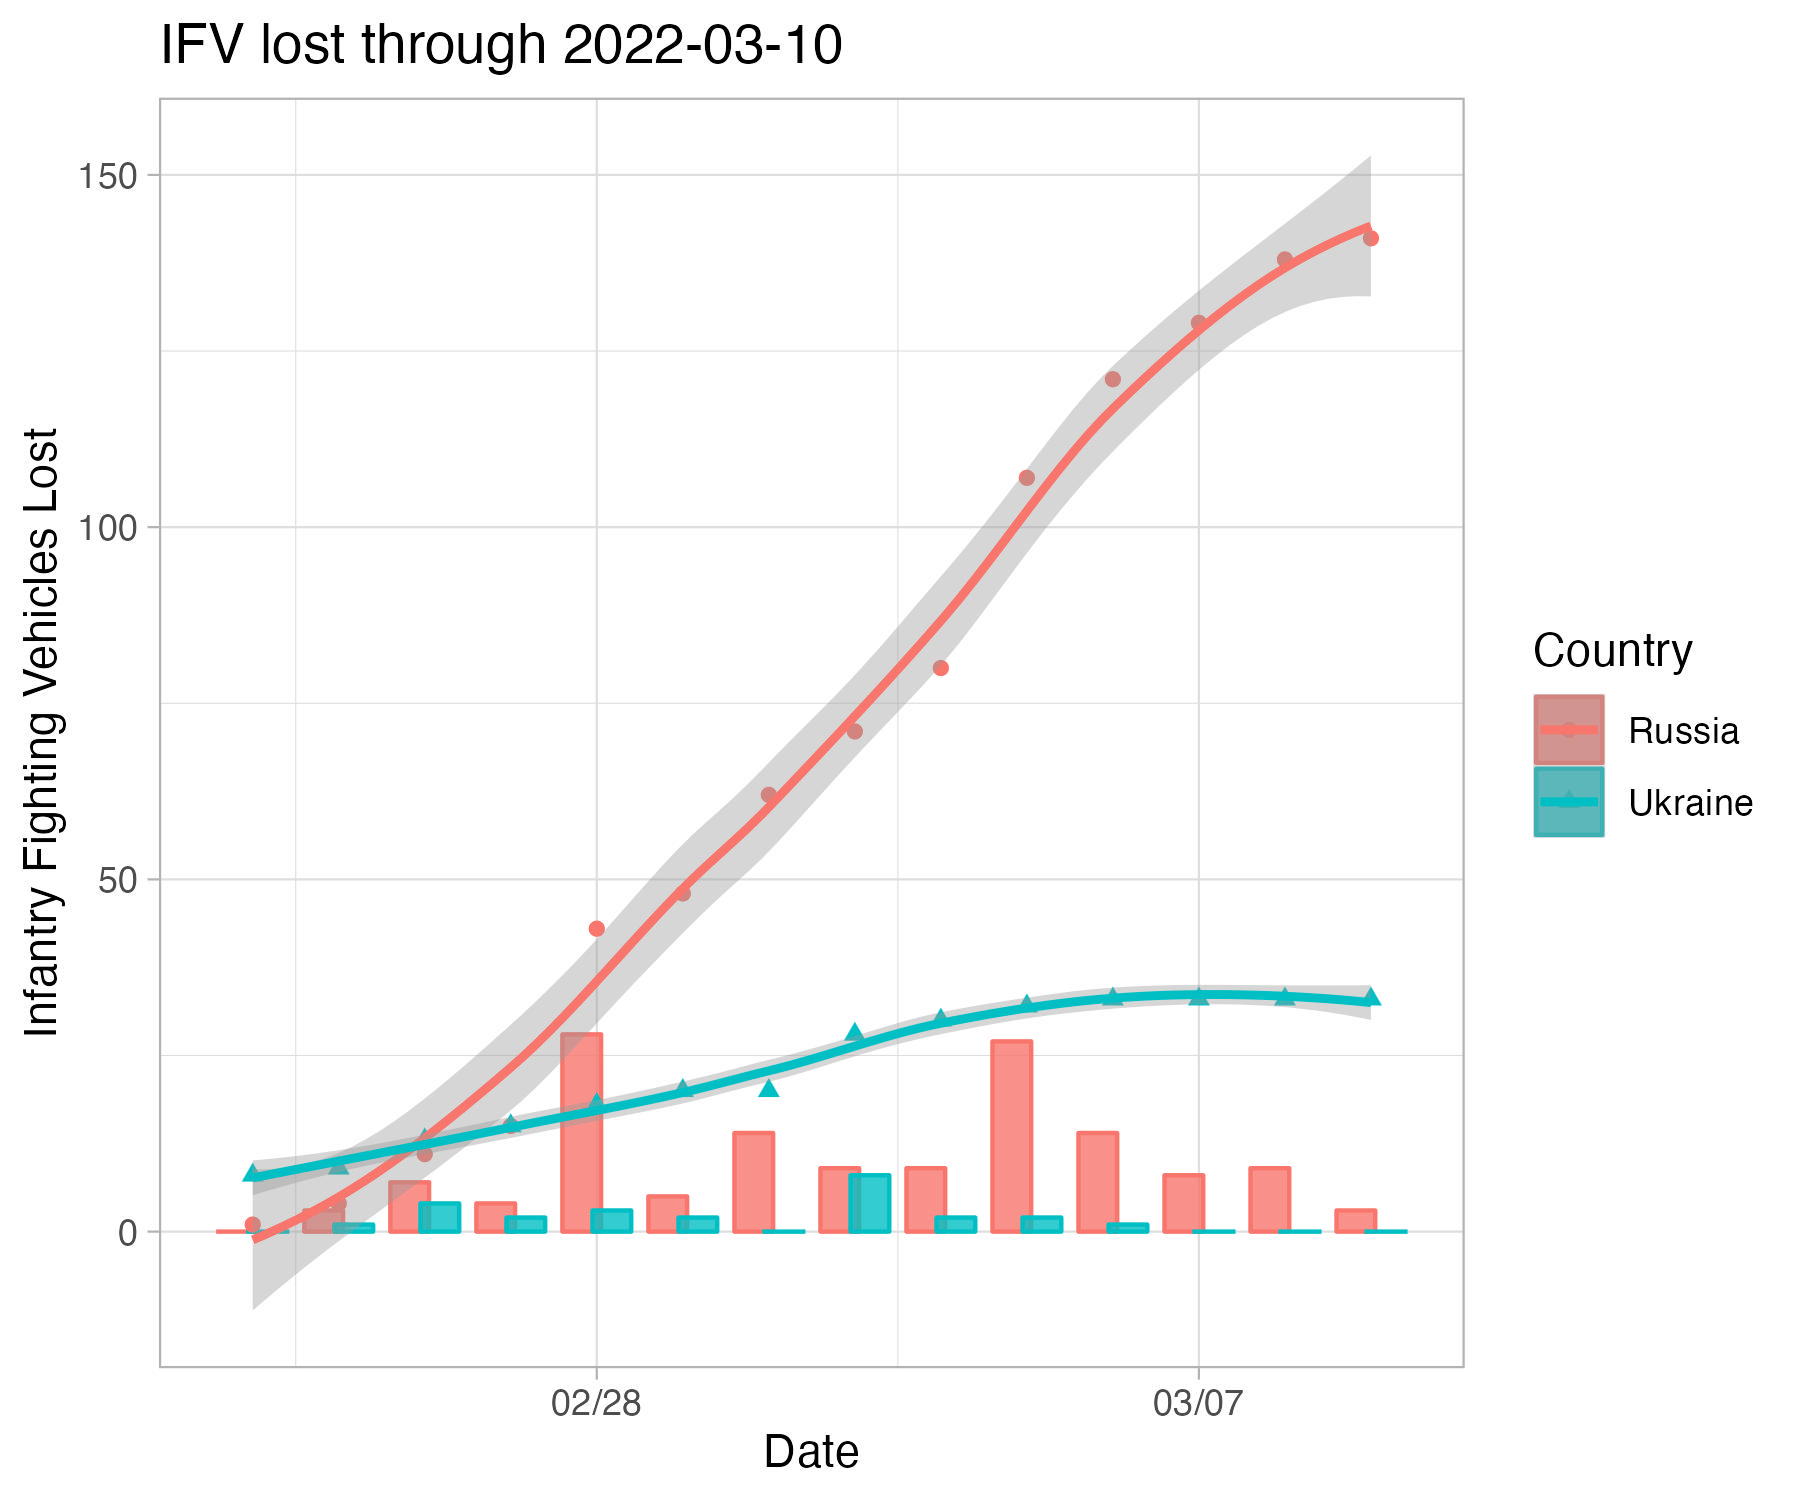 IFV lost through 2022-03-10
Infantry Fighting Vehicles Lost
150
100
50
0
02/28
03/07
Date
Country
Russia
Ukraine